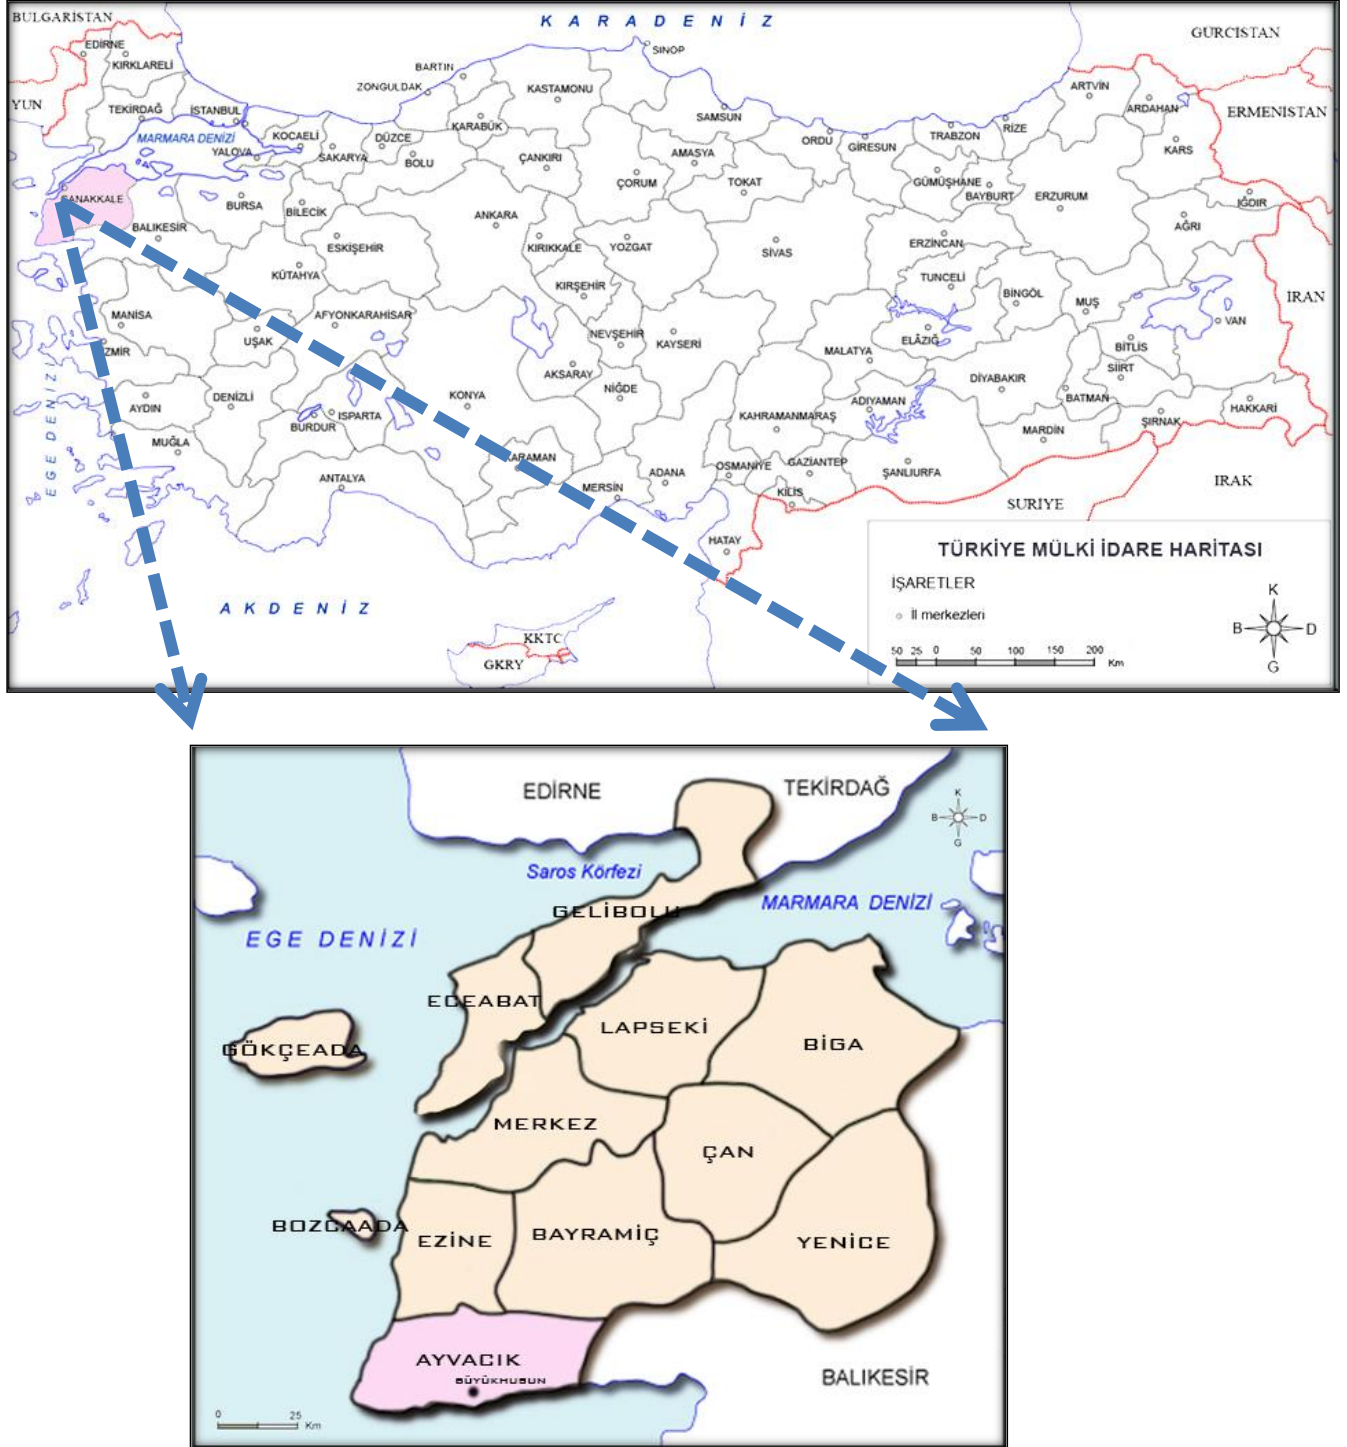 KARADENİZ
BULGARİSTAN
GÜRCİSTAN
EDİRNE
KIRKLARELİ
SINOP
BARTIN
ZONGULDAK
KASTAMONU
ARTVİN
ARDAHAN
YUN
TEKİRDAĞ
İSTANBUL
ERMENISTAN
MARMARA DENİZİ
KOCAELİ
DÜZCE
KARABÜK
SAMSUN
ORDU
GİRESUN
TRABZON
RİZE
KARS
YALOVA
SAKARYA
BOLU
ÇANKIRI
AMASYA
ÇORUM
TOKAT
GÜMÜŞHANE
BAYBURT
ERZURUM
IĞDIR
ÇANAKKALE
BURSA
BİLECİK
ANKARA
BALIKESİR
ESKİŞEHİR
KIRIKKALE
YOZGAT
SİVAS
ERZİNCAN
AĞRI
KÜTAHYA
KIRŞEHİR
TUNCELİ
BİNGÖL
MUŞ
IRAN
MANİSA
AFYONKARAHİSAR
UŞAK
NEVŞEHİR
KAYSERİ
ELÂZIĞ
VAN
BİTLİS
İZMİR
MALATYA
SİİRT
AKSARAY
NİĞDE
DİYABAKIR
BATMAN
EGE DENİZİ
AYDIN
DENİZLİ
ISPARTA
BURDUR
KONYA
KAHRAMANMARAŞ
ADIYAMAN
HAKKARİ
MARDİN
ŞIRNAK
MUĞLA
ANTALYA
KARAMAN
MERSİN
ADANA
OSMANİYE
GAZİANTEP
ŞANLIURFA
KİLİS
IRAK
SURİYE
HATAY
TÜRKİYE MÜLKİ İDARE HARİTASI
İŞARETLER
İl merkezleri
K
B
D
G
50 25 0 50 100 150 200 Km
AKDENİZ
KKTC
GKRY
EDİRNE
TEKİRDAĞ
K
B
D
G
Saros Körfezi
GELİBOLU
MARMARA DENİZİ
EGE DENİZİ
ECEABAT
LAPSEKİ
BİGA
GÖKÇEADA
MERKEZ
ÇAN
BOZCAADA
EZİNE
BAYRAMİÇ
YENİCE
AYVACIK
BÜYÜKHUSUN
BALIKESİR
0 25 Km